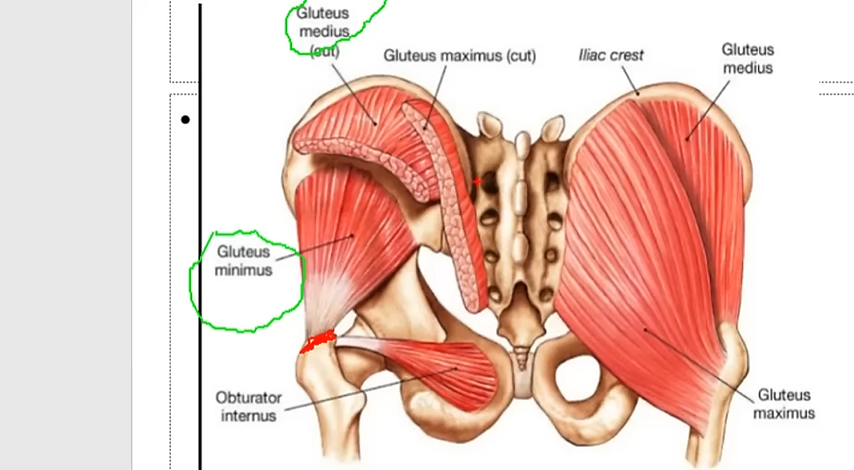 Gluteus
medius
(cut)
Gluteus maximus (cut)
Iliac crest
Gluteus
medius
Gluteus
minimus
Obturator
internus
Gluteus
maximus